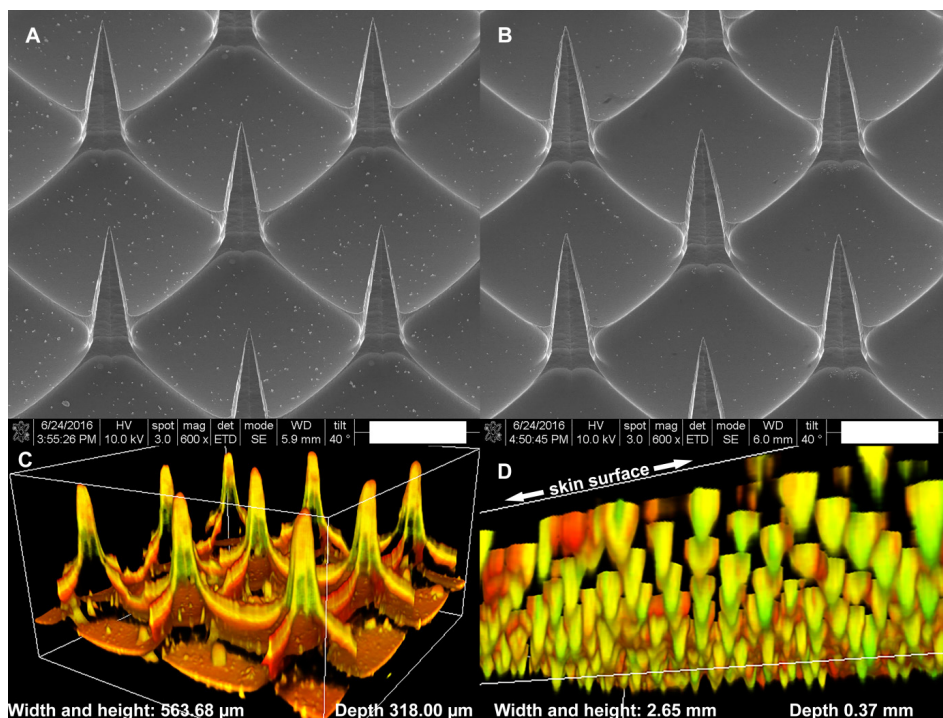 A
B
6/24/2016 HV spot mag det mode WD tilt
3:55:26 PM 10.0 kV 3.0 600 x ETD SE 5.9 mm 40 °
6/24/2016 HV spot mag det mode WD tilt
4:50:45 PM 10.0 kV 3.0 600 x ETD SE 6.0 mm 40 °
C
D
skin surface
Width and height: 563.68 µm Depth 318.00 µm
Width and height: 2.65 mm Depth 0.37 mm